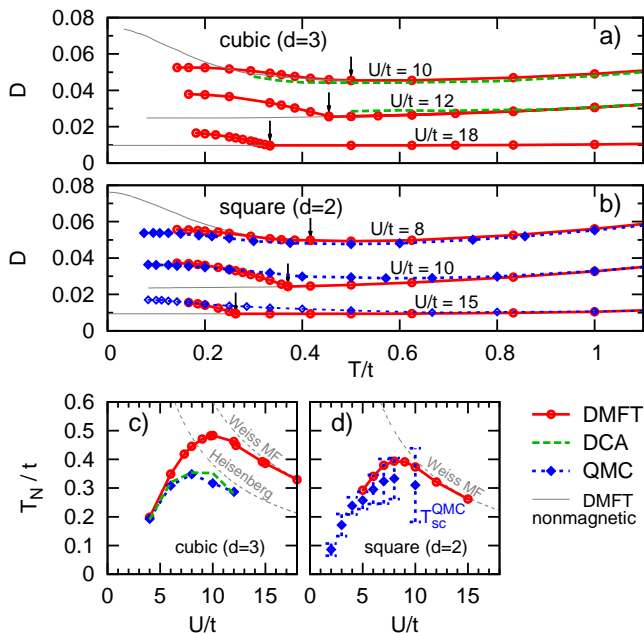 0.08
cubic (d=3)
a)
0.06
U/t = 10
D
0.04
U/t = 12
0.02
U/t = 18
0
0.08
square (d=2)
b)
0.06
U/t = 8
D
0.04
U/t = 10
0.02
U/t = 15
0
0 0.2 0.4 0.6 0.8 1
T/t
0.6
c)
d)
0.5
Weiss MF
Heisenberg
Weiss MF
0.4
T_N / t
0.3
T_sc^QMC
0.2
0.1
cubic (d=3)
square (d=2)
0
0 5 10 15 0 5 10 15
U/t
U/t
DMFT
DCA
QMC
DMFT
nonmagnetic